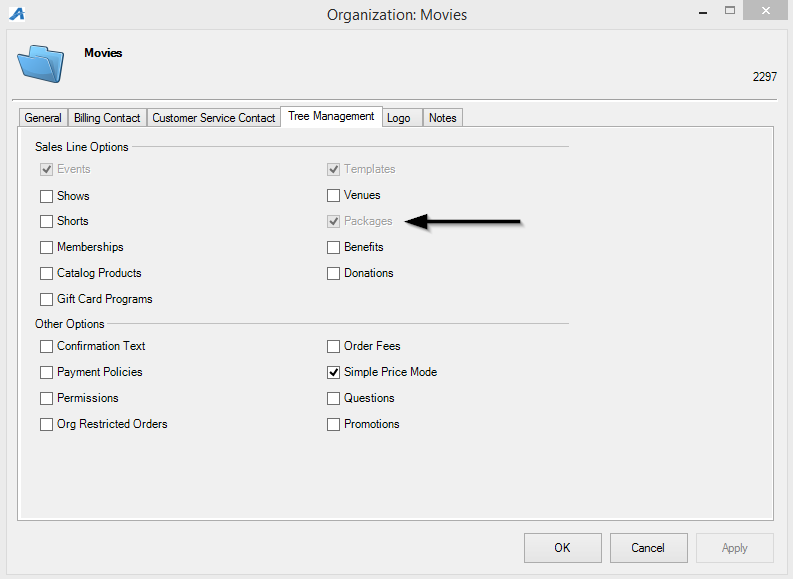 Organization: Movies
Movies
2297
General Billing Contact Customer Service Contact Tree Management Logo Notes
Sales Line Options
Events Templates
Shows Venues
Shorts Packages
Memberships Benefits
Catalog Products Donations
Gift Card Programs
Other Options
Confirmation Text Order Fees
Payment Policies Simple Price Mode
Permissions Questions
Org Restricted Orders Promotions
OK Cancel Apply